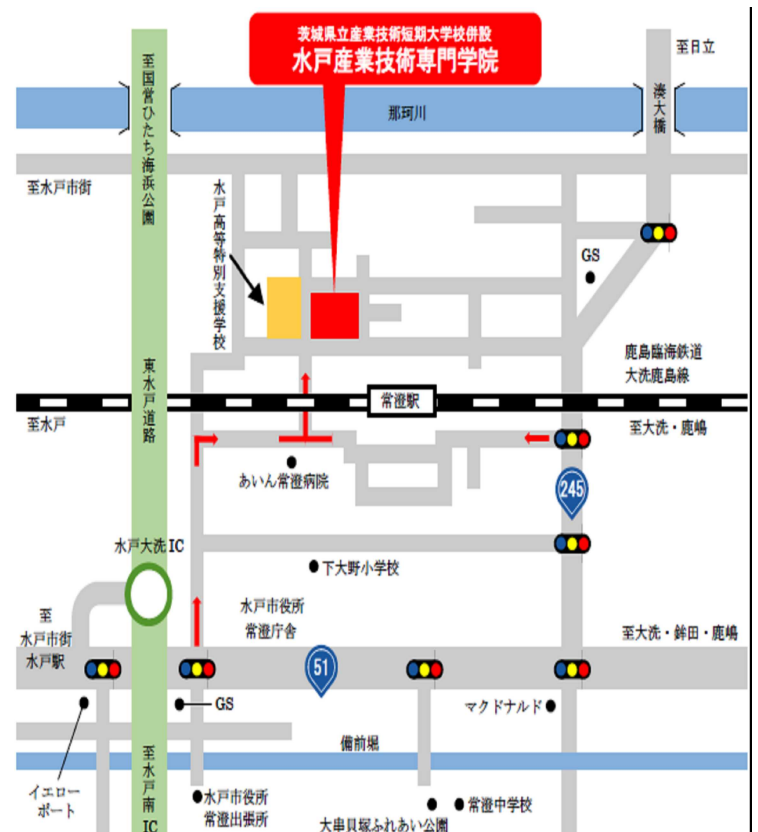 茨城県立産業技術短期大学校併設
水戸産業技術専門学院
至日立
至国営ひたち海浜公園
那珂川
湊大橋
至水戸市街
水戸高等特別支援学校
GS
鹿島臨海鉄道
大洗鹿島線
東水戸道路
常澄駅
至水戸
至大洗・鹿嶋
あいん常澄病院
245
水戸大洗IC
下大野小学校
水戸市役所
常澄庁舎
至
水戸市街
水戸駅
至大洗・鉾田・鹿嶋
51
GS
マクドナルド
備前堀
至水戸南IC
イエロー
ポート
水戸市役所
常澄出張所
常澄中学校
大串貝塚ふれあい公園